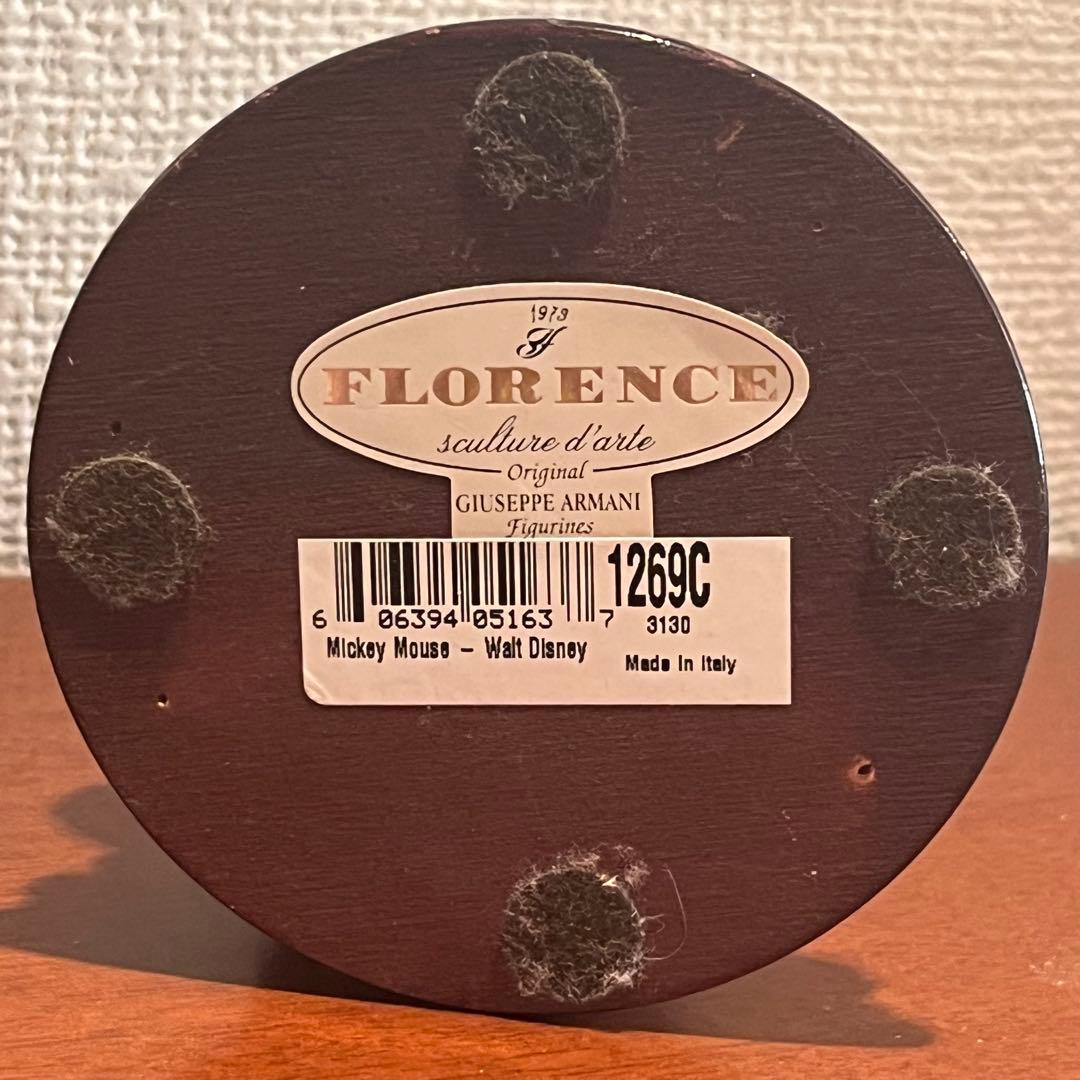 1973
FLORENCE
sculture d'arte
Original
GIUSEPPE ARMANI
Figurines
1269C
6 06394 05163 7
3130
Mickey Mouse – Walt Disney
Made in Italy